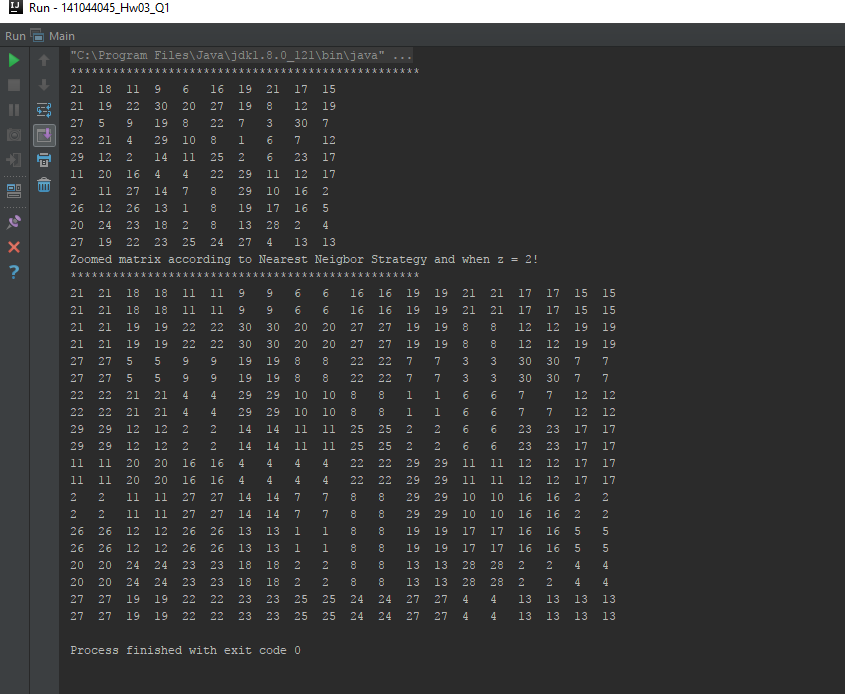 Run - 141044045_Hw03_Q1
Run Main
"C:\Program Files\Java\jdk1.8.0_121\bin\java" ...
**************************************************
21 18 11 9 6 16 19 21 17 15
21 19 22 30 20 27 19 8 12 19
27 5 9 19 8 22 7 3 30 7
22 21 4 29 10 8 1 6 7 12
29 12 2 14 11 25 2 6 23 17
11 20 16 4 4 22 29 11 12 17
2 11 27 14 7 8 29 10 16 2
26 12 26 13 1 8 19 17 16 5
20 24 23 18 2 8 13 28 2 4
27 19 22 23 25 24 27 4 13 13
Zoomed matrix according to Nearest Neigbor Strategy and when z = 2!
**************************************************
21 21 18 18 11 11 9 9 6 6 16 16 19 19 21 21 17 17 15 15
21 21 18 18 11 11 9 9 6 6 16 16 19 19 21 21 17 17 15 15
21 21 19 19 22 22 30 30 20 20 27 27 19 19 8 8 12 12 19 19
21 21 19 19 22 22 30 30 20 20 27 27 19 19 8 8 12 12 19 19
27 27 5 5 9 9 19 19 8 8 22 22 7 7 3 3 30 30 7 7
27 27 5 5 9 9 19 19 8 8 22 22 7 7 3 3 30 30 7 7
22 22 21 21 4 4 29 29 10 10 8 8 1 1 6 6 7 7 12 12
22 22 21 21 4 4 29 29 10 10 8 8 1 1 6 6 7 7 12 12
29 29 12 12 2 2 14 14 11 11 25 25 2 2 6 6 23 23 17 17
29 29 12 12 2 2 14 14 11 11 25 25 2 2 6 6 23 23 17 17
11 11 20 20 16 16 4 4 4 4 22 22 29 29 11 11 12 12 17 17
11 11 20 20 16 16 4 4 4 4 22 22 29 29 11 11 12 12 17 17
2 2 11 11 27 27 14 14 7 7 8 8 29 29 10 10 16 16 2 2
2 2 11 11 27 27 14 14 7 7 8 8 29 29 10 10 16 16 2 2
26 26 12 12 26 26 13 13 1 1 8 8 19 19 17 17 16 16 5 5
26 26 12 12 26 26 13 13 1 1 8 8 19 19 17 17 16 16 5 5
20 20 24 24 23 23 18 18 2 2 8 8 13 13 28 28 2 2 4 4
20 20 24 24 23 23 18 18 2 2 8 8 13 13 28 28 2 2 4 4
27 27 19 19 22 22 23 23 25 25 24 24 27 27 4 4 13 13 13 13
27 27 19 19 22 22 23 23 25 25 24 24 27 27 4 4 13 13 13 13
Process finished with exit code 0